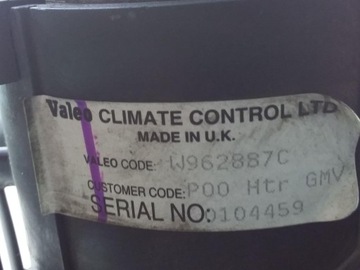 Valeo CLIMATE CONTROL LTD
MADE IN U.K.
VALEO CODE: W962887C
CUSTOMER CODE: P00 Htr GMV
SERIAL NO: 0104459